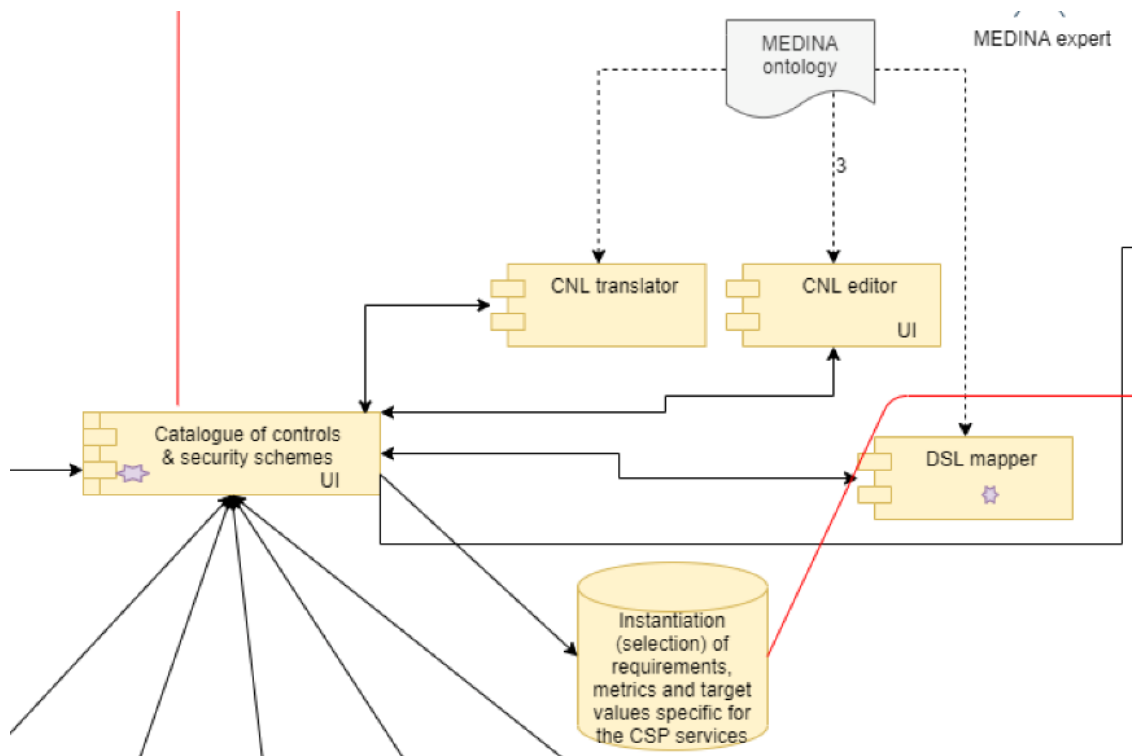 MEDINA
ontology
MEDINA expert
3
CNL translator
CNL editor
UI
Catalogue of controls
& security schemes
UI
DSL mapper
Instantiation
(selection) of
requirements,
metrics and target
values specific for
the CSP services